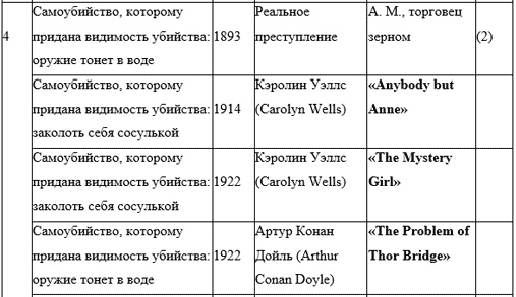 4
Самоубийство, которому
придана видимость убийства:
оружие тонет в воде
1893
Реальное
преступление
А. М., торговец
зерном
(2)
Самоубийство, которому
придана видимость убийства:
заколоть себя сосулькой
1914
Кэролин Уэллс
(Carolyn Wells)
«Anybody but
Anne»
Самоубийство, которому
придана видимость убийства:
заколоть себя сосулькой
1922
Кэролин Уэллс
(Carolyn Wells)
«The Mystery
Girl»
Самоубийство, которому
придана видимость убийства:
оружие тонет в воде
1922
Артур Конан
Дойль (Arthur
Conan Doyle)
«The Problem of
Thor Bridge»